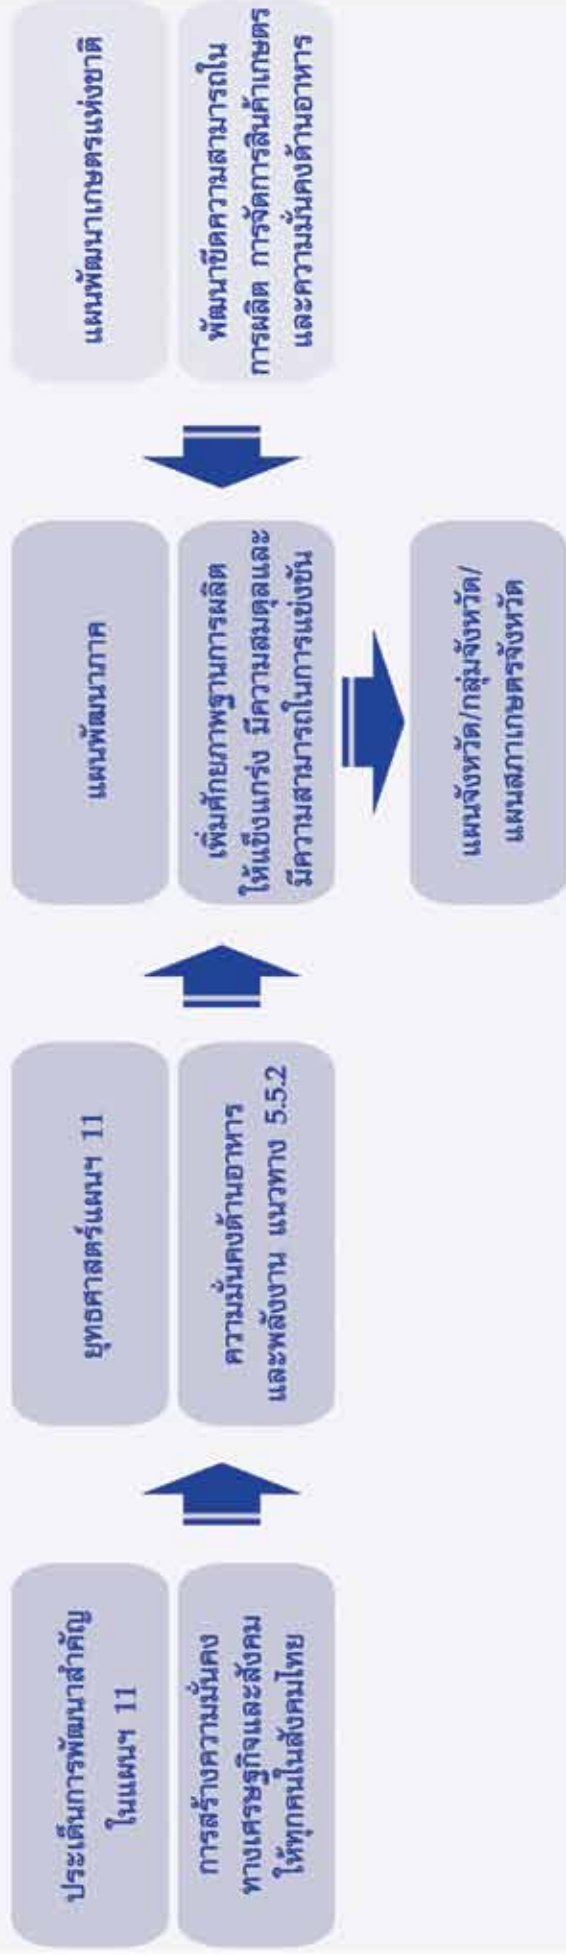 ประเด็นการพัฒนาสำคัญ
ในแผนฯ 11
การสร้างความมั่นคง
ทางเศรษฐกิจและสังคม
ให้ทุกคนในสังคมไทย
ยุทธศาสตร์แผนฯ 11
ความมั่นคงด้านอาหาร
และพลังงาน แนวทาง 5.5.2
แผนพัฒนาภาค
เพิ่มศักยภาพฐานการผลิต
ให้แข็งแกร่ง มีความสมดุลและ
มีความสามารถในการแข่งขัน
แผนจังหวัด/กลุ่มจังหวัด/
แผนสภาเกษตรจังหวัด
แผนพัฒนาเกษตรแห่งชาติ
พัฒนาขีดความสามารถใน
การผลิต การจัดการสินค้าเกษตร
และความมั่นคงด้านอาหาร